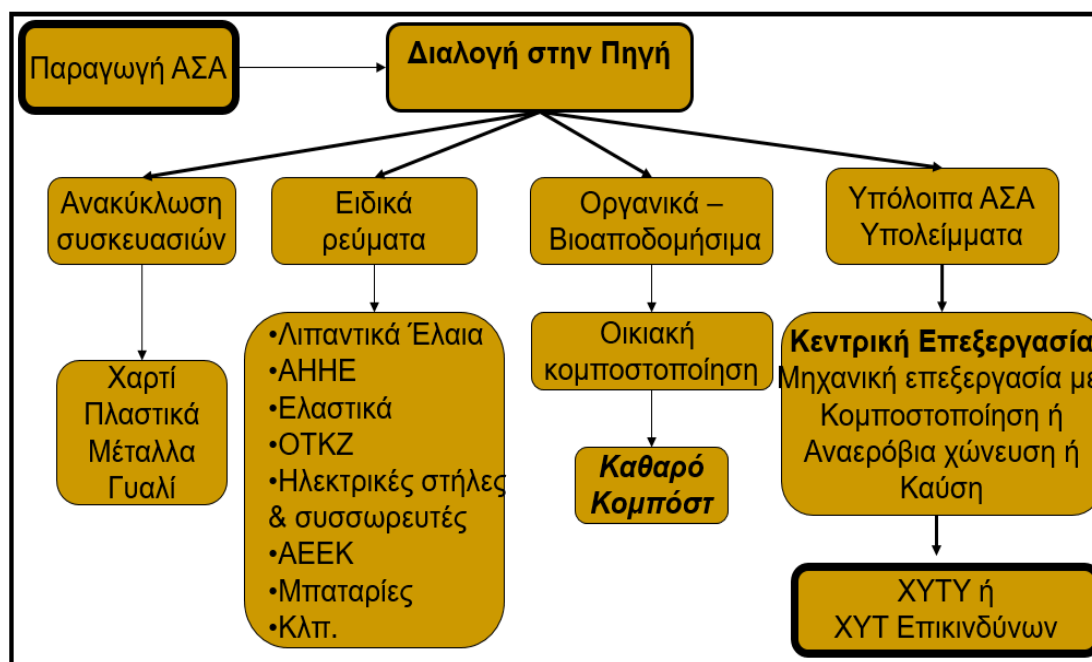 Παραγωγή ΑΣΑ
Διαλογή στην Πηγή
Ανακύκλωση
συσκευασιών
Ειδικά
ρεύματα
Οργανικά –
Βιοαποδομήσιμα
Υπόλοιπα ΑΣΑ
Υπολείμματα
Χαρτί
Πλαστικά
Μέταλλα
Γυαλί
•Λιπαντικά Έλαια
•ΑΗΗΕ
•Ελαστικά
•ΟΤΚΖ
•Ηλεκτρικές στήλες
& συσσωρευτές
•ΑΕΕΚ
•Μπαταρίες
•Κλπ.
Οικιακή
κομποστοποίηση
Καθαρό
Κομπόστ
Κεντρική Επεξεργασία
Μηχανική επεξεργασία με
Κομποστοποίηση ή
Αναερόβια χώνευση ή
Καύση
ΧΥΤΥ ή
ΧΥΤ Επικινδύνων